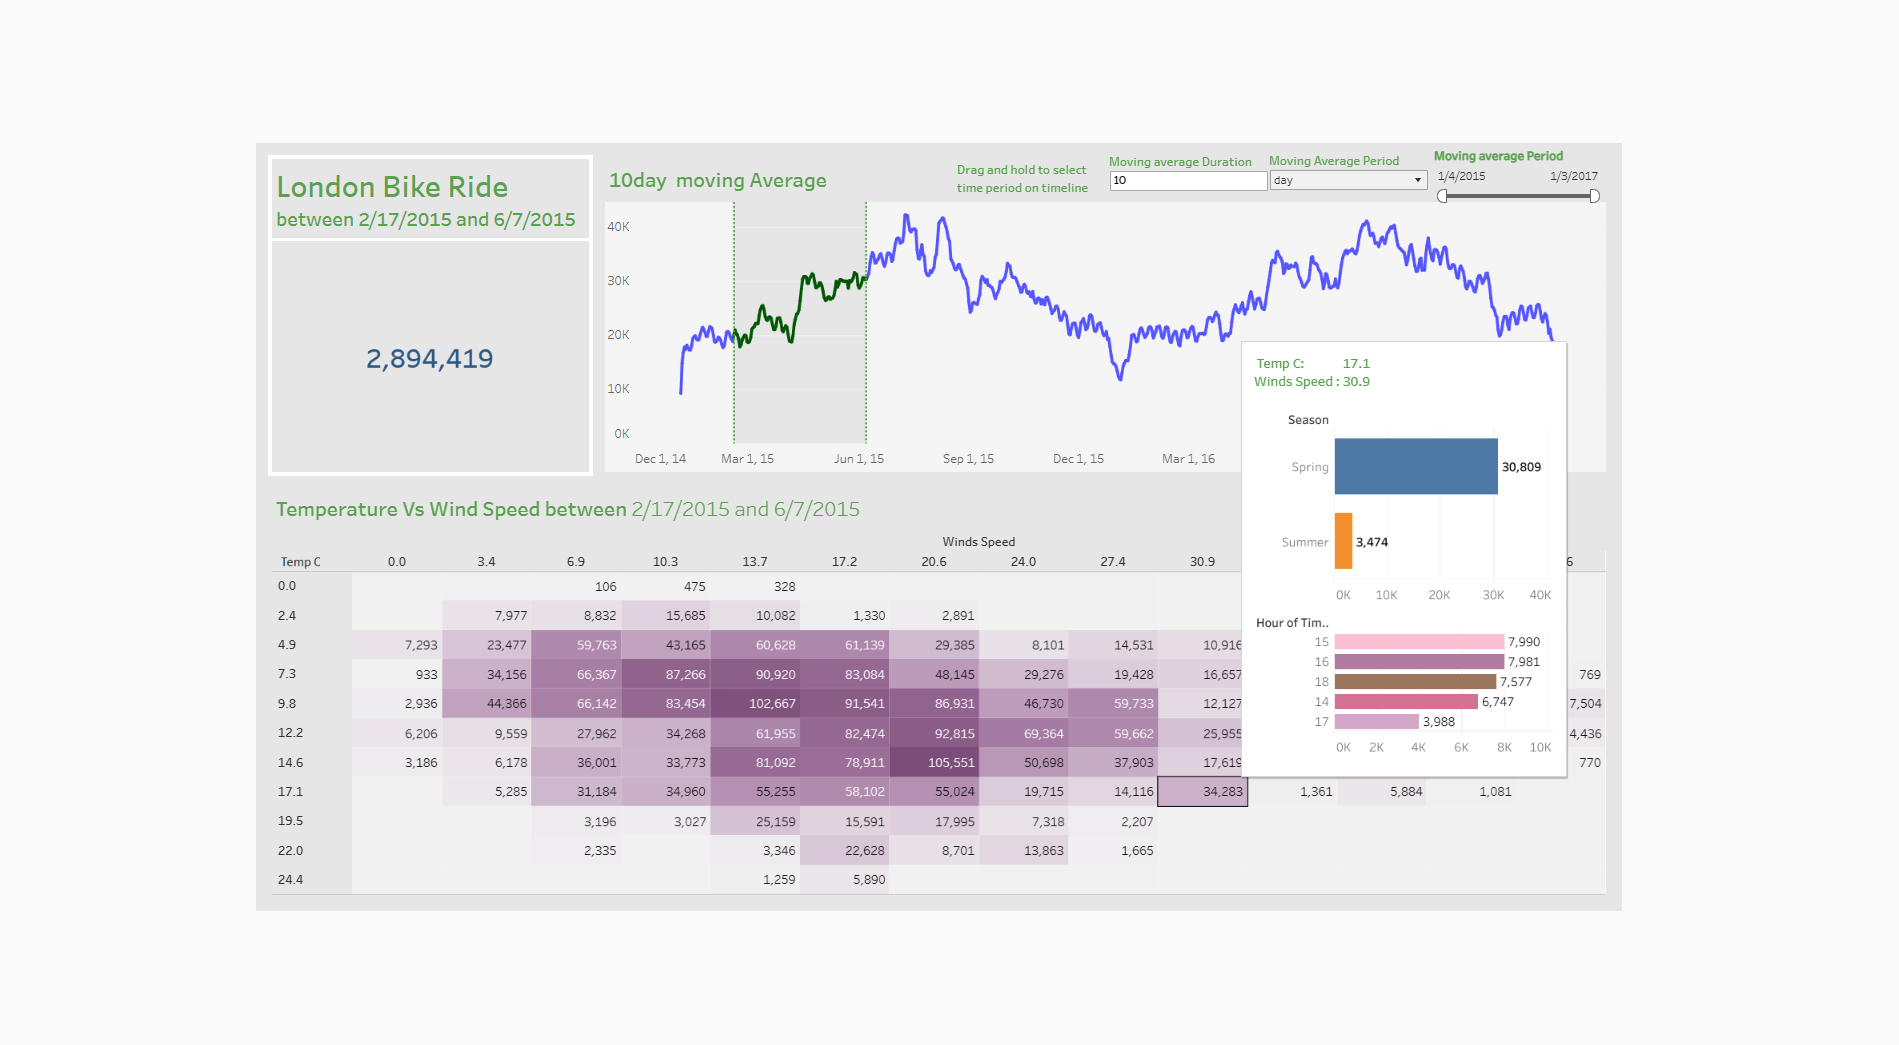 London Bike Ride
between 2/17/2015 and 6/7/2015
2,894,419
10day moving Average
Drag and hold to select
time period on timeline
Moving average Duration
10
Moving Average Period
day
Moving average Period
1/4/2015 1/3/2017
40K
30K
20K
10K
0K
Dec 1, 14 Mar 1, 15 Jun 1, 15 Sep 1, 15 Dec 1, 15 Mar 1, 16
Temp C: 17.1
Winds Speed : 30.9
Season
Spring 30,809
Summer 3,474
0K 10K 20K 30K 40K
Hour of Tim..
15 7,990
16 7,981
18 7,577
14 6,747
17 3,988
0K 2K 4K 6K 8K 10K
Temperature Vs Wind Speed between 2/17/2015 and 6/7/2015
Winds Speed
Temp C 0.0 3.4 6.9 10.3 13.7 17.2 20.6 24.0 27.4 30.9 6
0.0 106 475 328
2.4 7,977 8,832 15,685 10,082 1,330 2,891
4.9 7,293 23,477 59,763 43,165 60,628 61,139 29,385 8,101 14,531 10,916
7.3 933 34,156 66,367 87,266 90,920 83,084 48,145 29,276 19,428 16,657 769
9.8 2,936 44,366 66,142 83,454 102,667 91,541 86,931 46,730 59,733 12,127 7,504
12.2 6,206 9,559 27,962 34,268 61,955 82,474 92,815 69,364 59,662 25,955 4,436
14.6 3,186 6,178 36,001 33,773 81,092 78,911 105,551 50,698 37,903 17,619 770
17.1 5,285 31,184 34,960 55,255 58,102 55,024 19,715 14,116 34,283 1,361 5,884 1,081
19.5 3,196 3,027 25,159 15,591 17,995 7,318 2,207
22.0 2,335 3,346 22,628 8,701 13,863 1,665
24.4 1,259 5,890